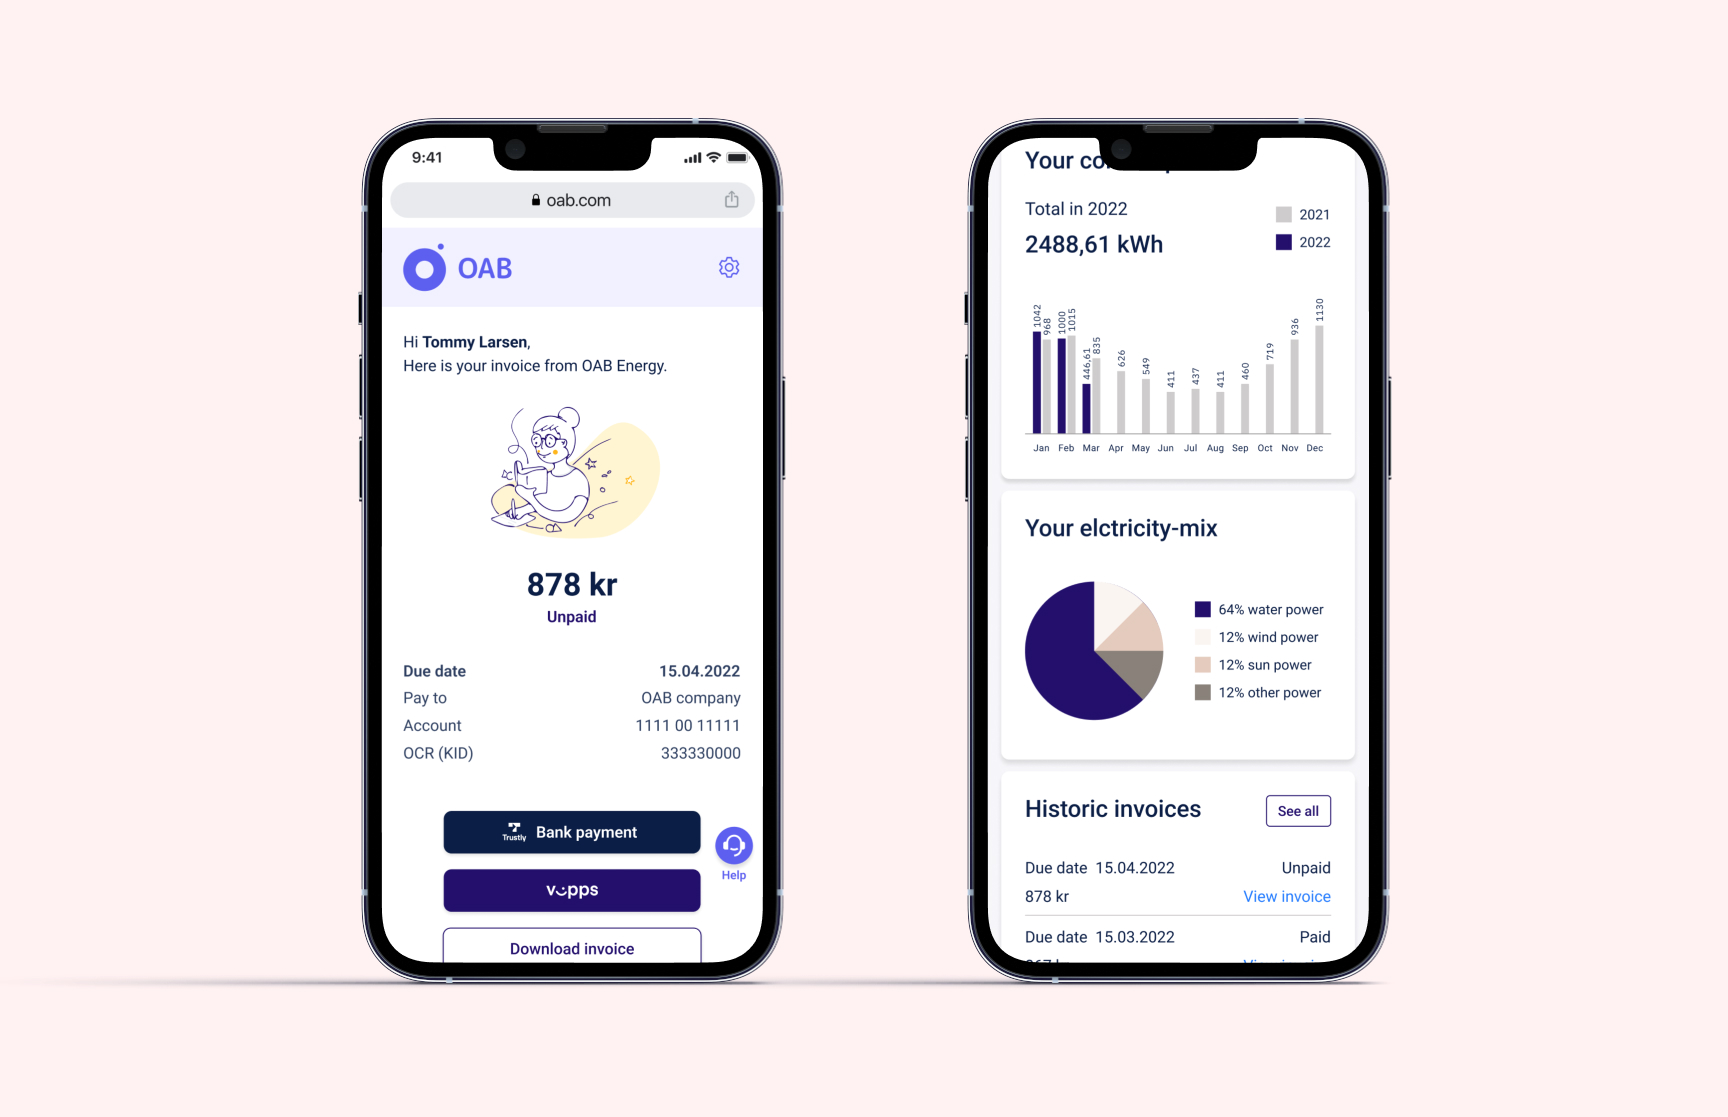 9:41
oab.com
OAB
Hi Tommy Larsen,
Here is your invoice from OAB Energy.
878 kr
Unpaid
Due date 15.04.2022
Pay to OAB company
Account 1111 00 11111
OCR (KID) 333330000
Trustly Bank payment
vipps
Help
Download invoice
Your
Total in 2022
2488,61 kWh
2021
2022
1042 968 1000 1015 446,61 835 626 549 411 437 411 460 719 936 1130
Jan Feb Mar Apr May Jun Jul Aug Sep Oct Nov Dec
Your elctricity-mix
64% water power
12% wind power
12% sun power
12% other power
Historic invoices
See all
Due date 15.04.2022 Unpaid
878 kr View invoice
Due date 15.03.2022 Paid